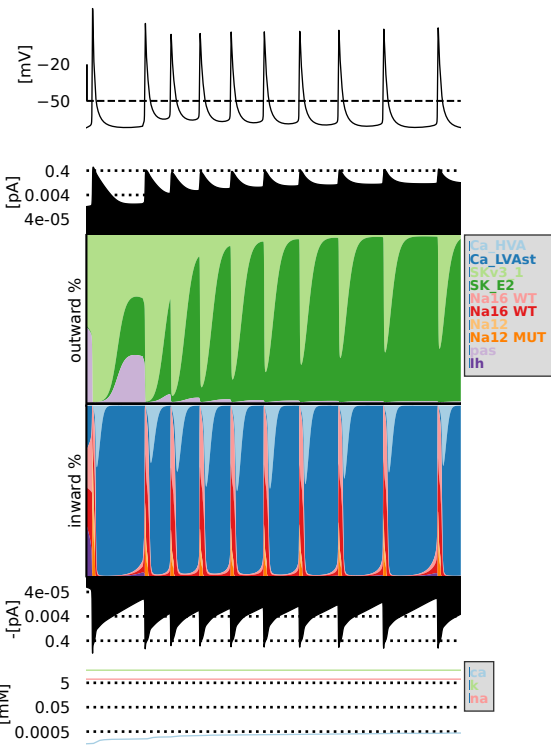 [mV]
−20
−50
[pA]
0.4
0.004
4e-05
outward %
Ca_HVA
Ca_LVAst
SKv3_1
SK_E2
Na16 WT
Na16 WT
Na12
Na12 MUT
pas
Ih
inward %
-[pA]
4e-05
0.004
0.4
[mM]
5
0.05
0.0005
ca
k
na